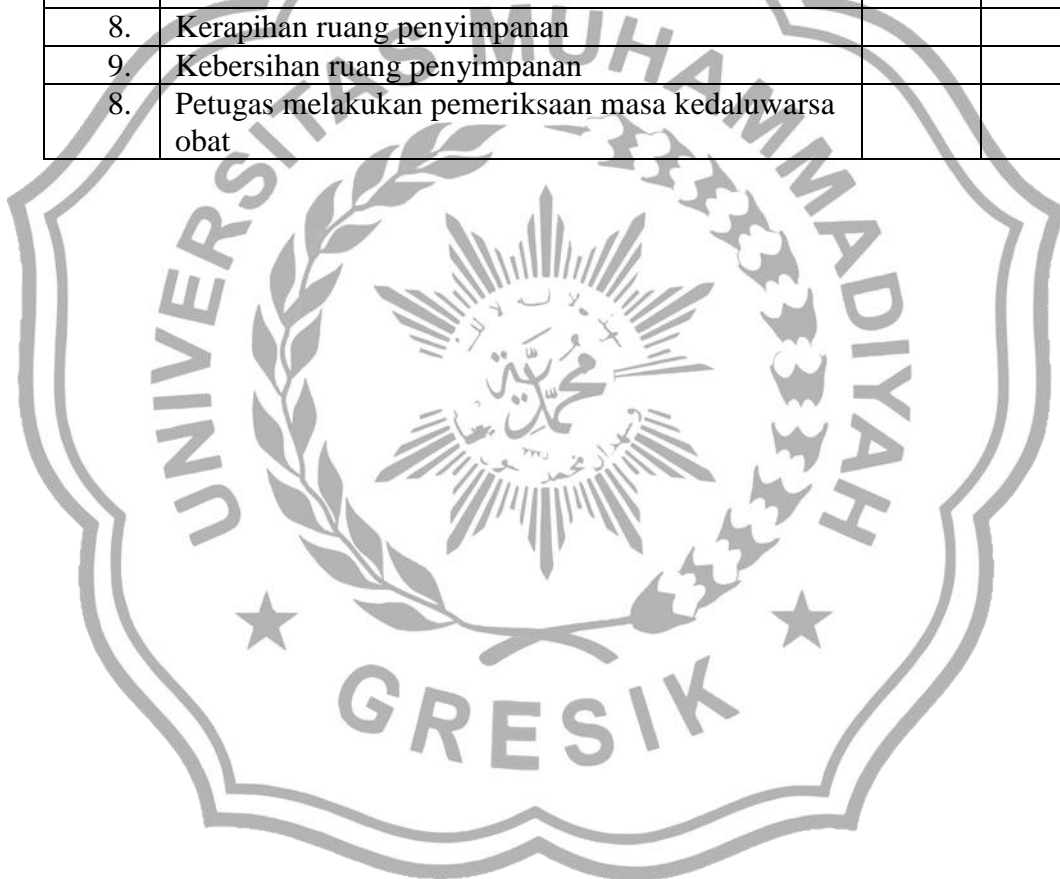 8. Kerapihan ruang penyimpanan
9. Kebersihan ruang penyimpanan
8. Petugas melakukan pemeriksaan masa kedaluwarsa
obat
UNIVERSITAS MUHAMMADIYAH
GRESIK